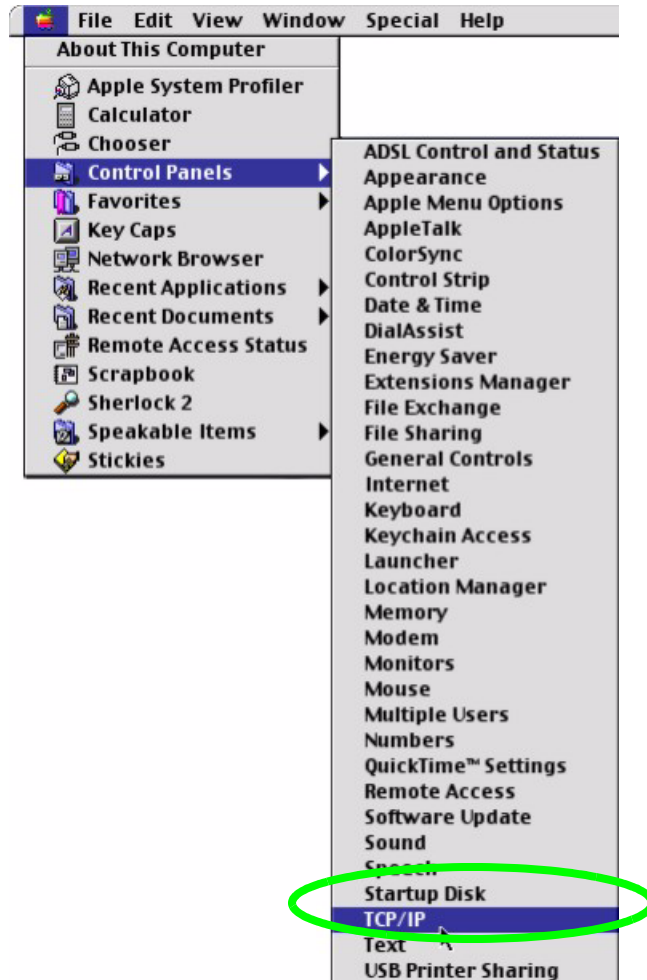 File Edit View Window Special Help
About This Computer
Apple System Profiler
Calculator
Chooser
Control Panels
Favorites
Key Caps
Network Browser
Recent Applications
Recent Documents
Remote Access Status
Scrapbook
Sherlock 2
Speakable Items
Stickies
ADSL Control and Status
Appearance
Apple Menu Options
AppleTalk
ColorSync
Control Strip
Date & Time
DialAssist
Energy Saver
Extensions Manager
File Exchange
File Sharing
General Controls
Internet
Keyboard
Keychain Access
Launcher
Location Manager
Memory
Modem
Monitors
Mouse
Multiple Users
Numbers
QuickTime™ Settings
Remote Access
Software Update
Sound
Speech
Startup Disk
TCP/IP
Text
USB Printer Sharing